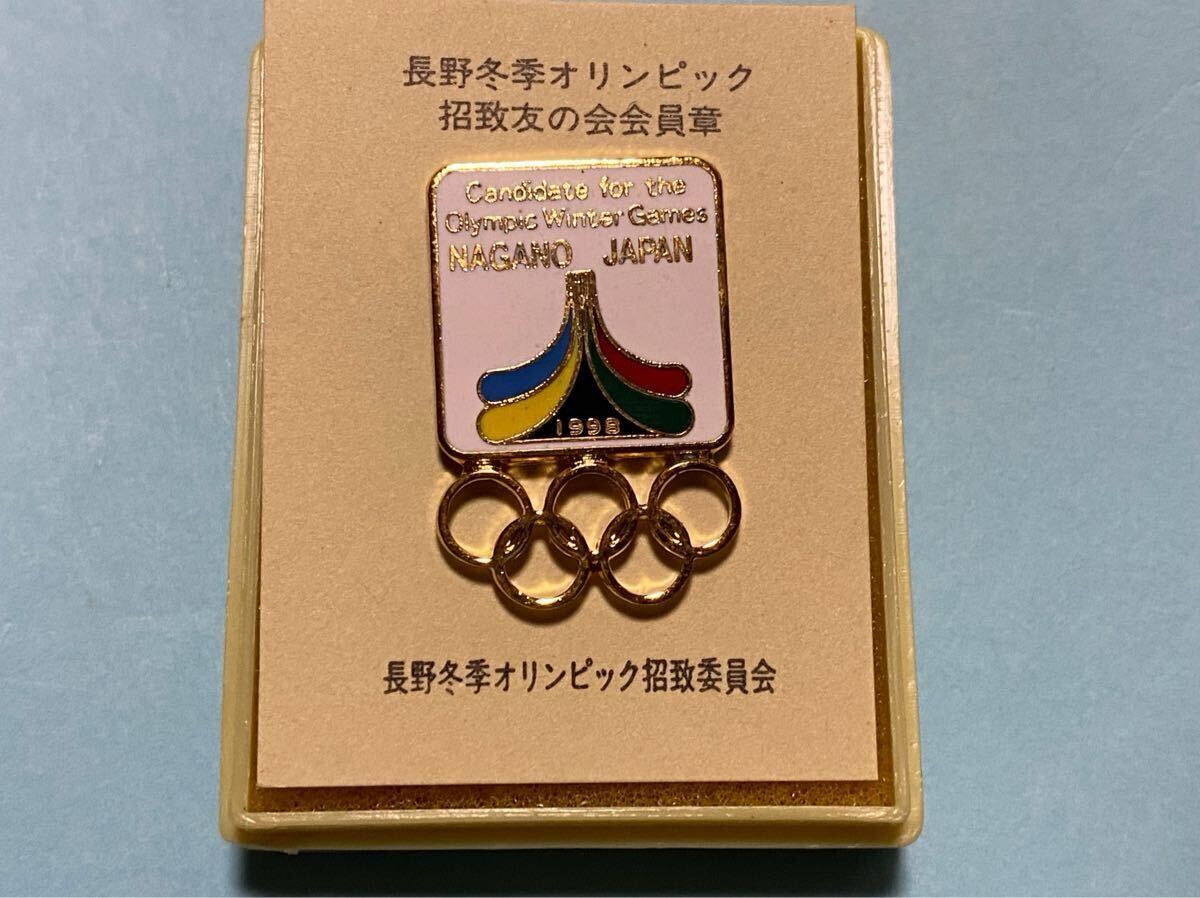 長野冬季オリンピック
招致友の会会員章
Candidate for the
Olympic Winter Games
NAGANO JAPAN
1998
長野冬季オリンピック招致委員会